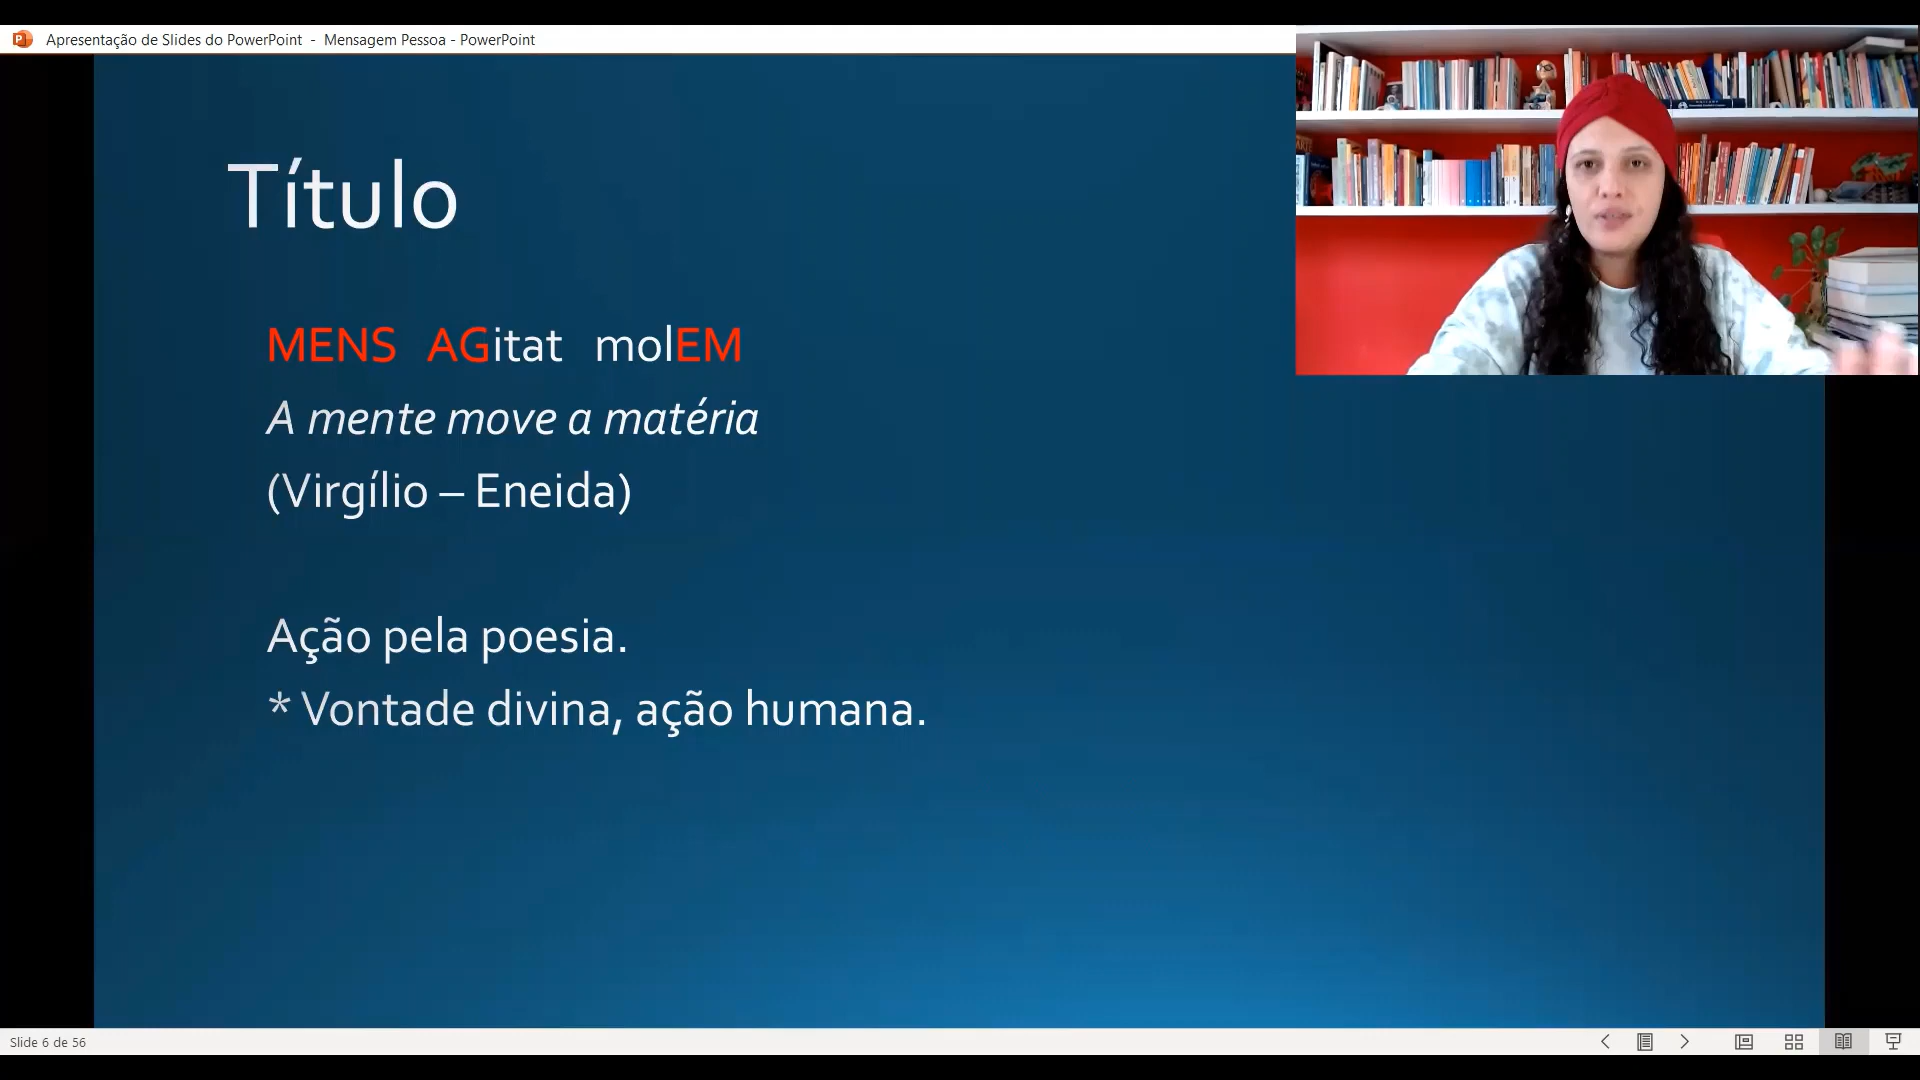 Apresentação de Slides do PowerPoint - Mensagem Pessoa - PowerPoint
Título
MENS AGitat molEM
A mente move a matéria
(Virgílio – Eneida)
Ação pela poesia.
* Vontade divina, ação humana.
Slide 6 de 56